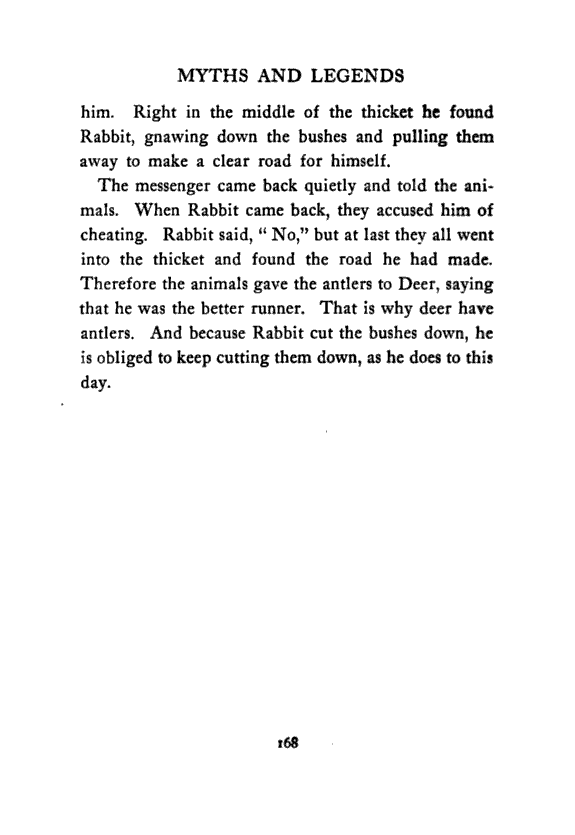 MYTHS AND LEGENDS
him. Right in the middle of the thicket he found
Rabbit, gnawing down the bushes and pulling them
away to make a clear road for himself.
The messenger came back quietly and told the ani-
mals. When Rabbit came back, they accused him of
cheating. Rabbit said, “ No,” but at last they all went
into the thicket and found the road he had made.
Therefore the animals gave the antlers to Deer, saying
that he was the better runner. That is why deer have
antlers. And because Rabbit cut the bushes down, he
is obliged to keep cutting them down, as he does to this
day.
168